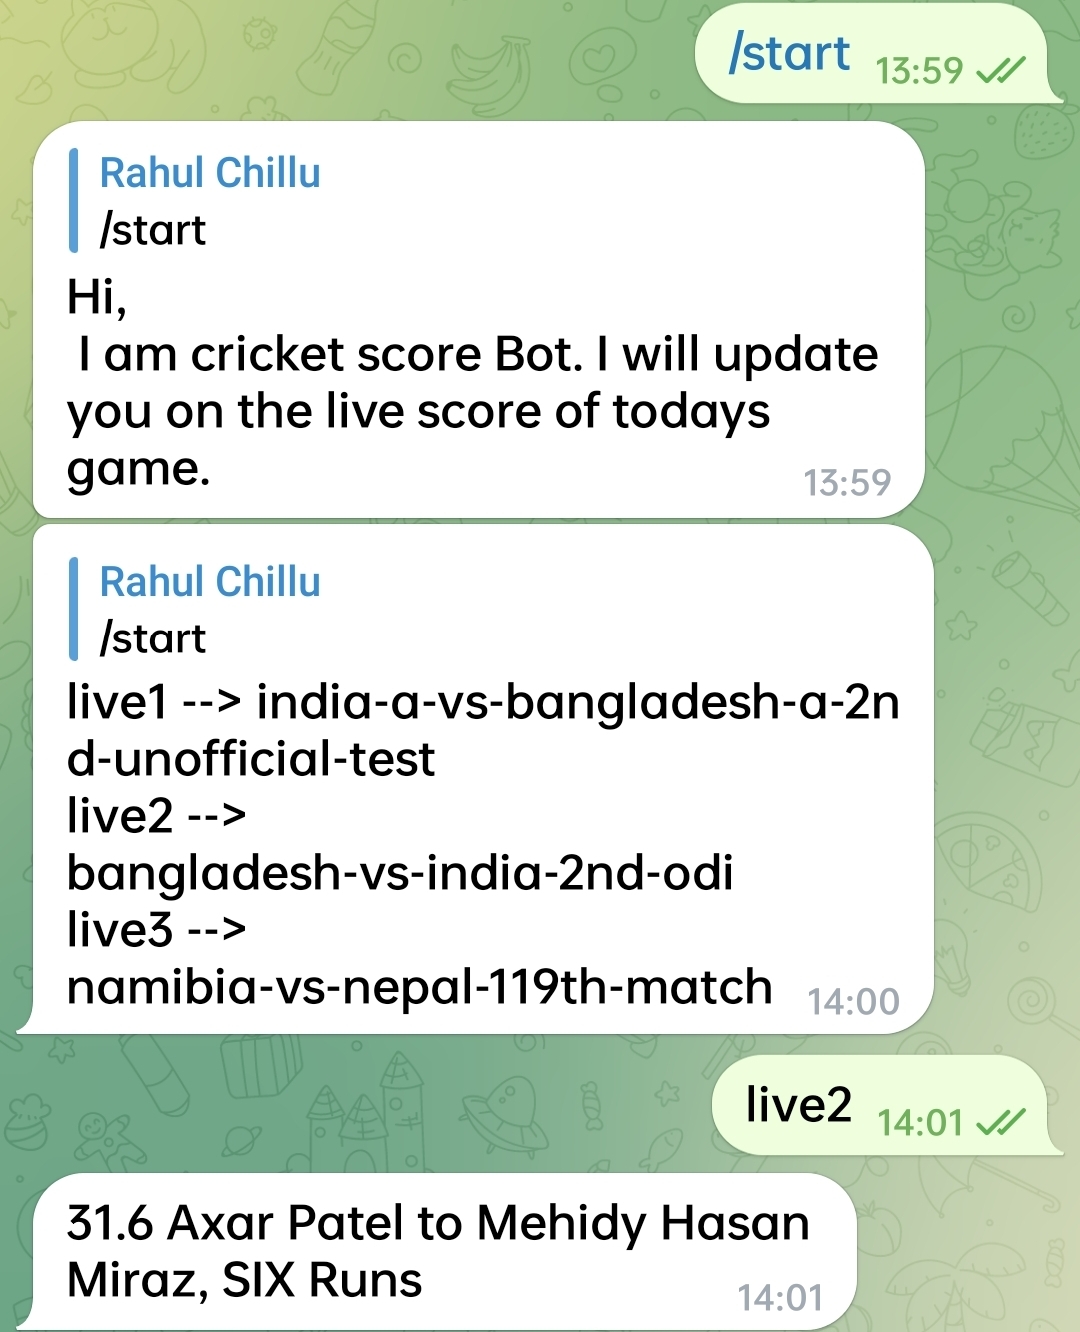 /start 13:59
Rahul Chillu
/start
Hi,
I am cricket score Bot. I will update
you on the live score of todays
game.
13:59
Rahul Chillu
/start
live1 --> india-a-vs-bangladesh-a-2n
d-unofficial-test
live2 -->
bangladesh-vs-india-2nd-odi
live3 -->
namibia-vs-nepal-119th-match 14:00
live2 14:01
31.6 Axar Patel to Mehidy Hasan
Miraz, SIX Runs
14:01